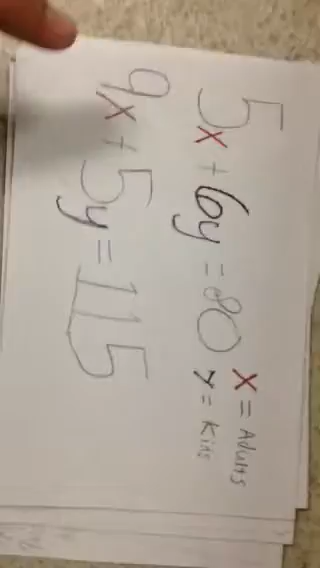 5x + 6y = 80
9x + 5y = 115
x = Adults
y = Kids